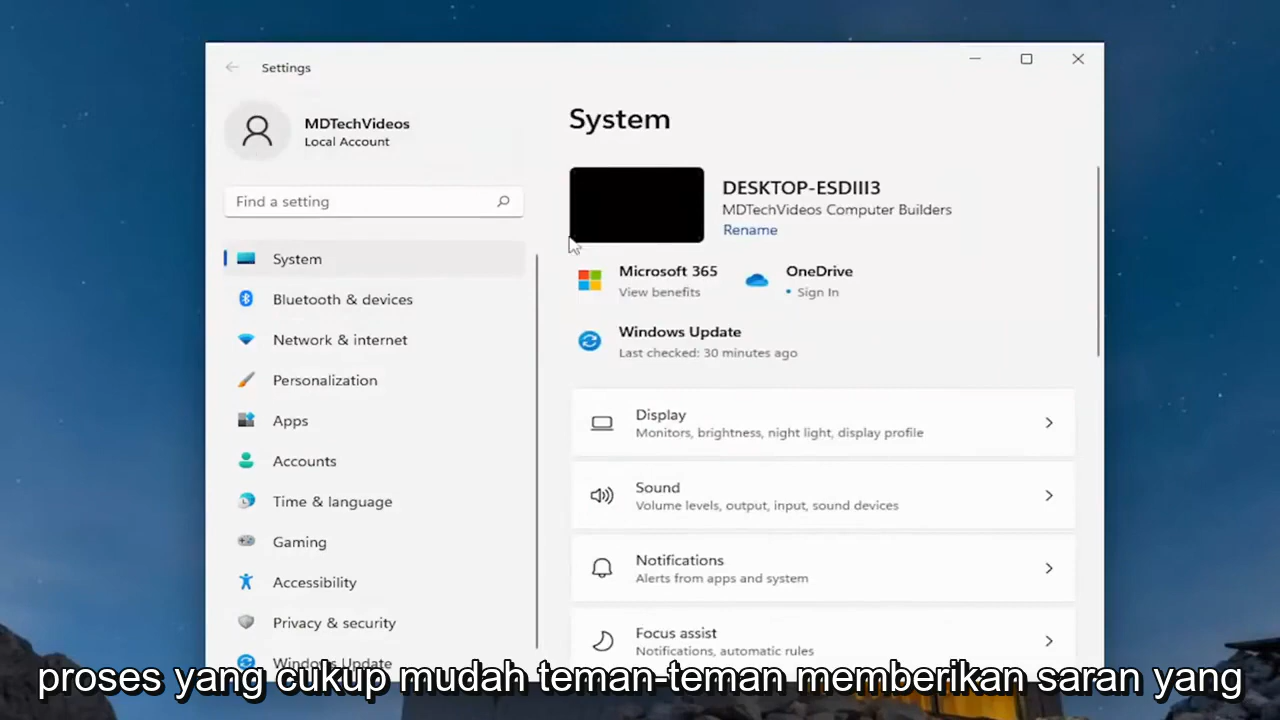 Settings
MDTechVideos
Local Account
Find a setting
System
Bluetooth & devices
Network & internet
Personalization
Apps
Accounts
Time & language
Gaming
Accessibility
Privacy & security
Windows Update
System
DESKTOP-ESDIII3
MDTechVideos Computer Builders
Rename
Microsoft 365
View benefits
OneDrive
• Sign In
Windows Update
Last checked: 30 minutes ago
Display
Monitors, brightness, night light, display profile
Sound
Volume levels, output, input, sound devices
Notifications
Alerts from apps and system
Focus assist
Notifications, automatic rules
proses yang cukup mudah teman-teman memberikan saran yang